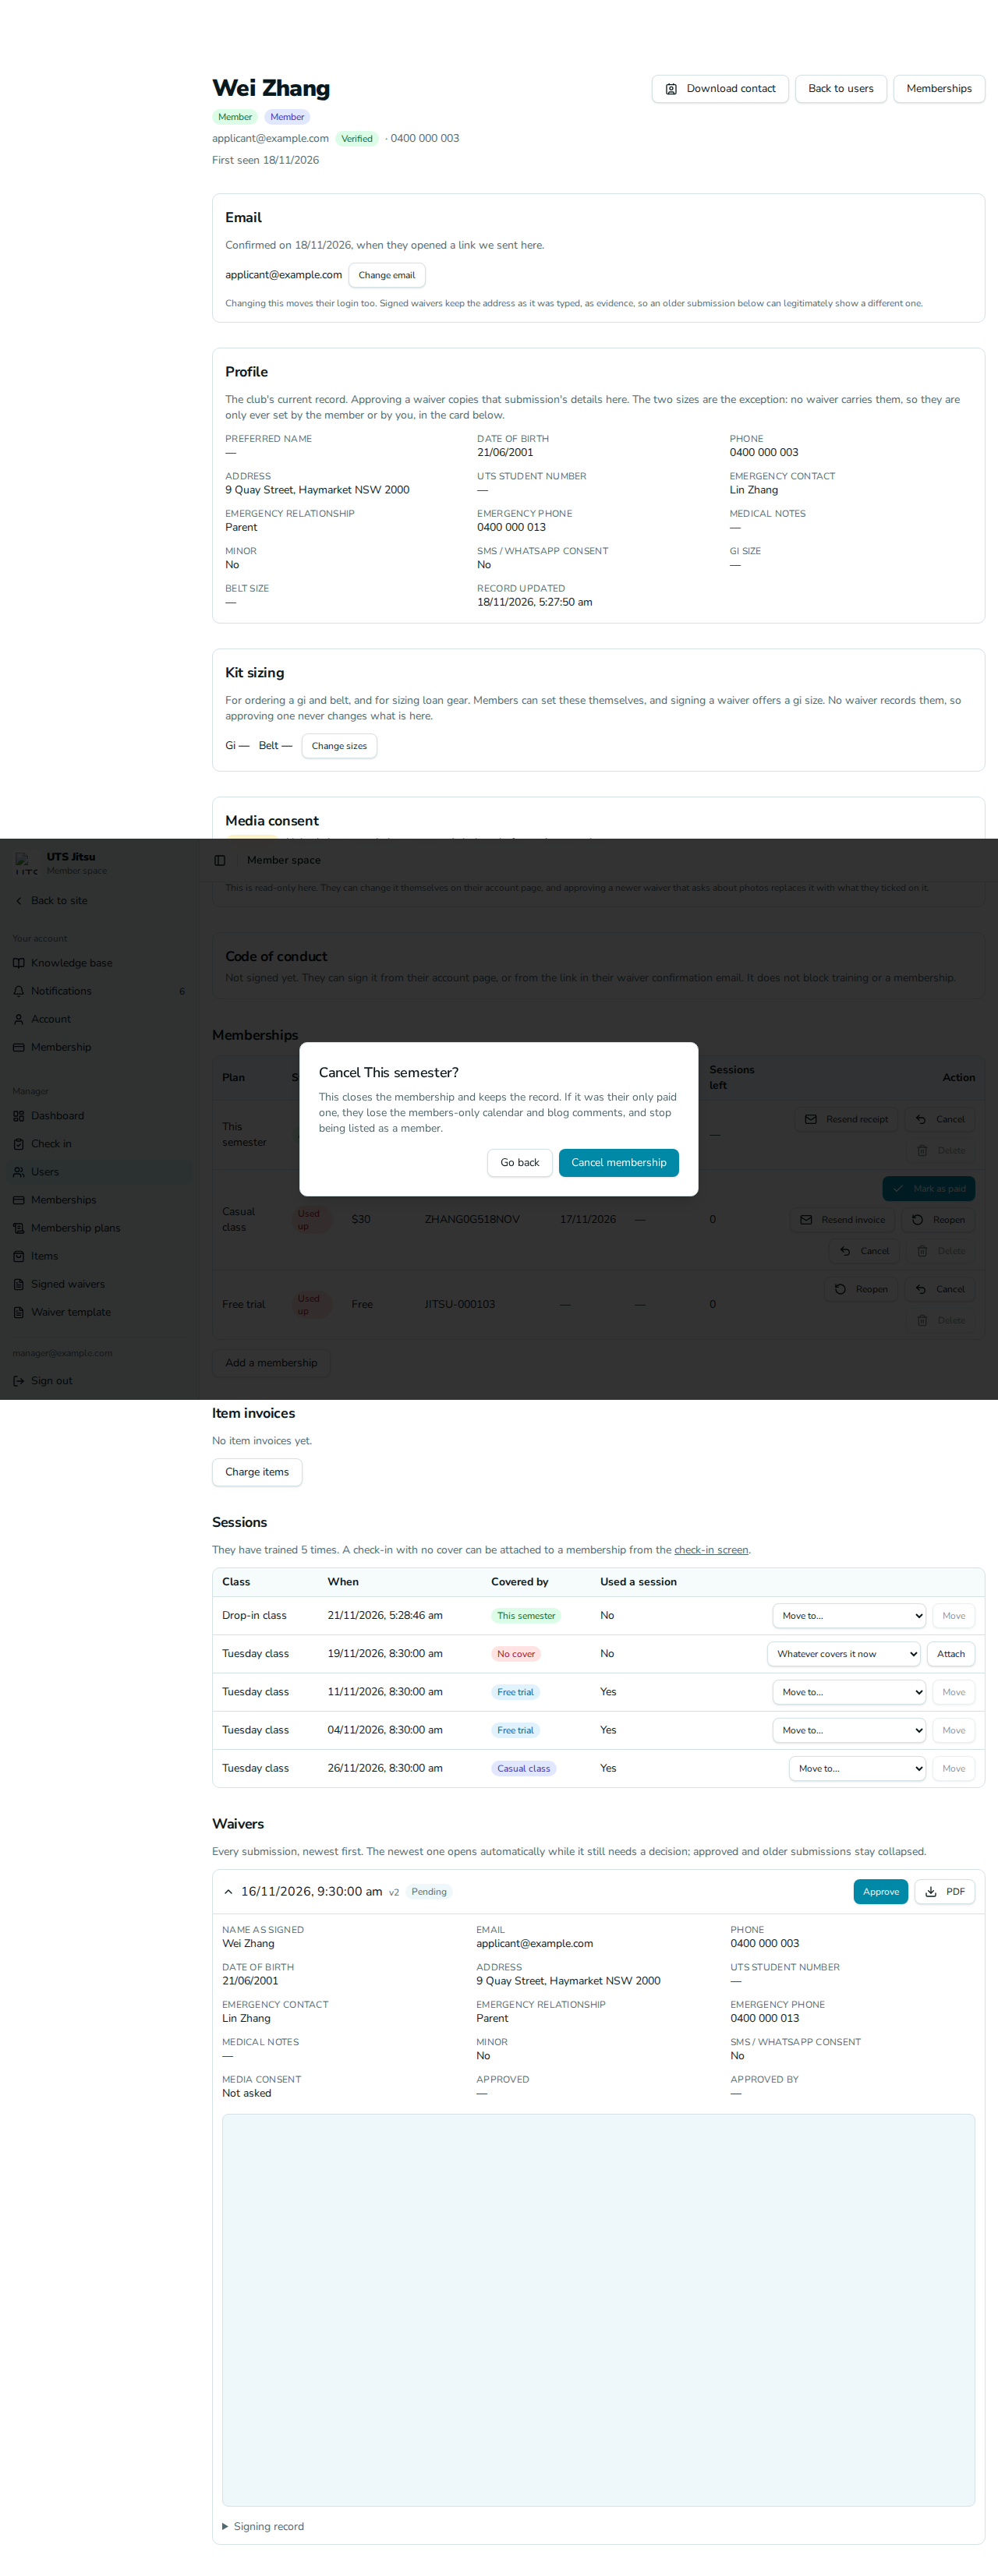 Wei Zhang
Download contact
Back to users
Memberships
Member Member
applicant@example.com Verified · 0400 000 003
First seen 18/11/2026
Email
Confirmed on 18/11/2026, when they opened a link we sent here.
applicant@example.com Change email
Changing this moves their login too. Signed waivers keep the address as it was typed, as evidence, so an older submission below can legitimately show a different one.
Profile
The club's current record. Approving a waiver copies that submission's details here. The two sizes are the exception: no waiver carries them, so they are
only ever set by the member or by you, in the card below.
PREFERRED NAME DATE OF BIRTH PHONE
— 21/06/2001 0400 000 003
ADDRESS UTS STUDENT NUMBER EMERGENCY CONTACT
9 Quay Street, Haymarket NSW 2000 — Lin Zhang
EMERGENCY RELATIONSHIP EMERGENCY PHONE MEDICAL NOTES
Parent 0400 000 013 —
MINOR SMS / WHATSAPP CONSENT GI SIZE
No No —
BELT SIZE RECORD UPDATED
— 18/11/2026, 5:27:50 am
Kit sizing
For ordering a gi and belt, and for sizing loan gear. Members can set these themselves, and signing a waiver offers a gi size. No waiver records them, so
approving one never changes what is here.
Gi — Belt — Change sizes
Media consent
UTS Jitsu
Member space
Back to site
Your account
Knowledge base
Notifications 6
Account
Membership
Manager
Dashboard
Check in
Users
Memberships
Membership plans
Items
Signed waivers
Waiver template
manager@example.com
Sign out
Member space
This is read-only here. They can change it themselves on their account page, and approving a newer waiver that asks about photos replaces it with what they ticked on it.
Code of conduct
Not signed yet. They can sign it from their account page, or from the link in their waiver confirmation email. It does not block training or a membership.
Memberships
Plan S Sessions left Action
This semester — Resend receipt Cancel Delete
Cancel This semester?
This closes the membership and keeps the record. If it was their only paid
one, they lose the members-only calendar and blog comments, and stop
being listed as a member.
Go back Cancel membership
Casual class Used up $30 ZHANG0G518NOV 17/11/2026 — 0 Mark as paid Resend invoice Reopen Cancel Delete
Free trial Used up Free JITSU-000103 — — 0 Reopen Cancel Delete
Add a membership
Item invoices
No item invoices yet.
Charge items
Sessions
They have trained 5 times. A check-in with no cover can be attached to a membership from the check-in screen.
Class When Covered by Used a session
Drop-in class 21/11/2026, 5:28:46 am This semester No Move to... Move
Tuesday class 19/11/2026, 8:30:00 am No cover No Whatever covers it now Attach
Tuesday class 11/11/2026, 8:30:00 am Free trial Yes Move to... Move
Tuesday class 04/11/2026, 8:30:00 am Free trial Yes Move to... Move
Tuesday class 26/11/2026, 8:30:00 am Casual class Yes Move to... Move
Waivers
Every submission, newest first. The newest one opens automatically while it still needs a decision; approved and older submissions stay collapsed.
16/11/2026, 9:30:00 am v2 Pending Approve PDF
NAME AS SIGNED EMAIL PHONE
Wei Zhang applicant@example.com 0400 000 003
DATE OF BIRTH ADDRESS UTS STUDENT NUMBER
21/06/2001 9 Quay Street, Haymarket NSW 2000 —
EMERGENCY CONTACT EMERGENCY RELATIONSHIP EMERGENCY PHONE
Lin Zhang Parent 0400 000 013
MEDICAL NOTES MINOR SMS / WHATSAPP CONSENT
— No No
MEDIA CONSENT APPROVED APPROVED BY
Not asked — —
Signing record